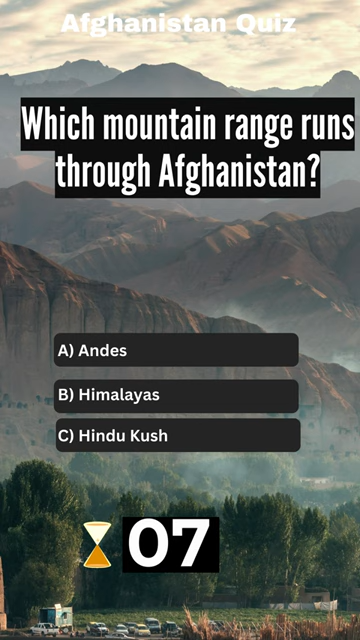 Afghanistan Quiz
Which mountain range runs
through Afghanistan?
A) Andes
B) Himalayas
C) Hindu Kush
07